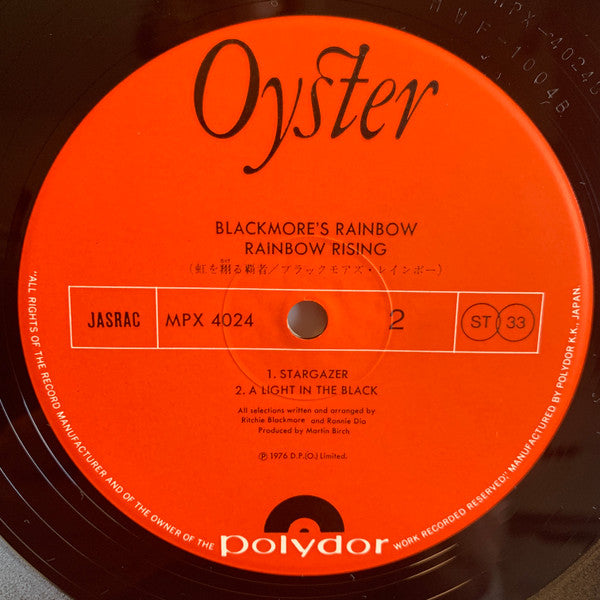 Oyster
BLACKMORE'S RAINBOW
RAINBOW RISING
(虹を翔る覇者/ブラックモアズ・レインボー)
JASRAC
MPX 4024
2
ST 33
1. STARGAZER
2. A LIGHT IN THE BLACK
All selections written and arranged by
Ritchie Blackmore and Ronnie Dio
Produced by Martin Birch
Ⓟ 1976 D.P.(O.) Limited.
polydor
"ALL RIGHTS OF THE RECORD MANUFACTURER AND OF THE OWNER OF THE WORK RECORDED RESERVED." MANUFACTURED BY POLYDOR K.K., JAPAN.